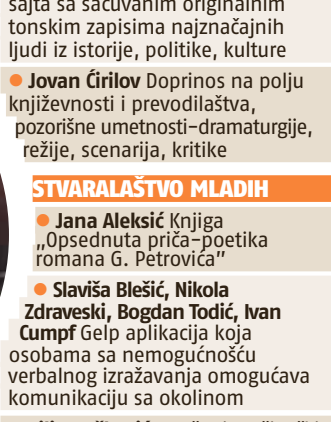 sajta sa sačuvanim originalnim
tonskim zapisima najznačajnih
ljudi iz istorije, politike, kulture
● Jovan Ćirilov Doprinos na polju
književnosti i prevodilaštva,
pozorišne umetnosti-dramaturgije,
režije, scenarija, kritike
STVARALAŠTVO MLADIH
● Jana Aleksić Knjiga
„Opsednuta priča-poetika
romana G. Petrovića”
● Slaviša Blešić, Nikola
Zdraveski, Bogdan Todić, Ivan
Cumpf Gelp aplikacija koja
osobama sa nemogućnošću
verbalnog izražavanja omogućava
komunikaciju sa okolinom